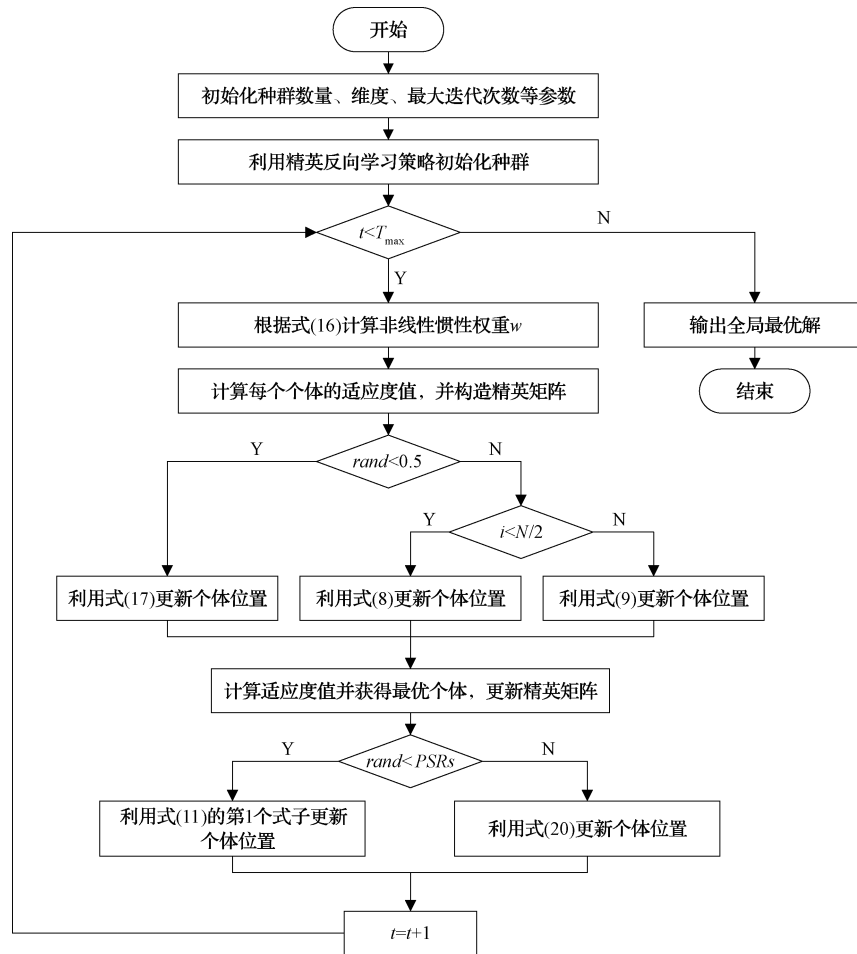 开始
初始化种群数量、维度、最大迭代次数等参数
利用精英反向学习策略初始化种群
t<Tmax
N
Y
根据式(16)计算非线性惯性权重w
输出全局最优解
计算每个个体的适应度值，并构造精英矩阵
结束
Y
rand<0.5
N
Y
i<N/2
N
利用式(17)更新个体位置
利用式(8)更新个体位置
利用式(9)更新个体位置
计算适应度值并获得最优个体，更新精英矩阵
Y
rand<PSRs
N
利用式(11)的第1个式子更新
个体位置
利用式(20)更新个体位置
t=t+1